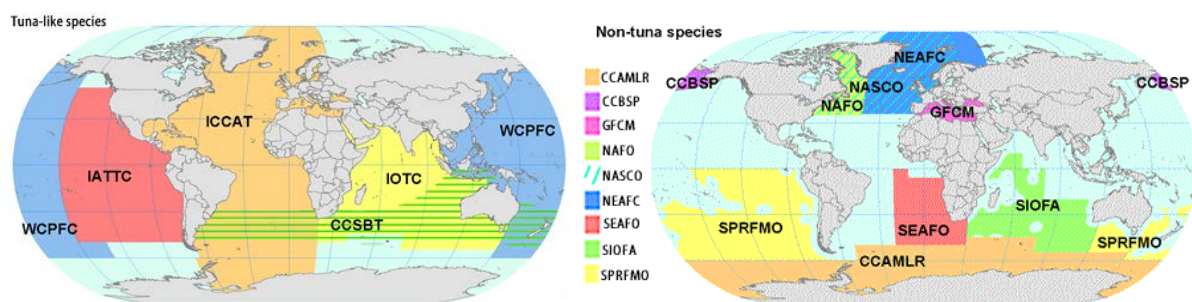 Tuna-like species
ICCAT
WCPFC
IATTC
IOTC
WCPFC
CCSBT
Non-tuna species
CCAMLR
CCBSP
GFCM
NAFO
NASCO
NEAFC
SEAFO
SIOFA
SPRFMO
NEAFC
CCBSP
CCBSP
NASCO
NAFO
GFCM
SIOFA
SPRFMO
SEAFO
SPRFMO
CCAMLR